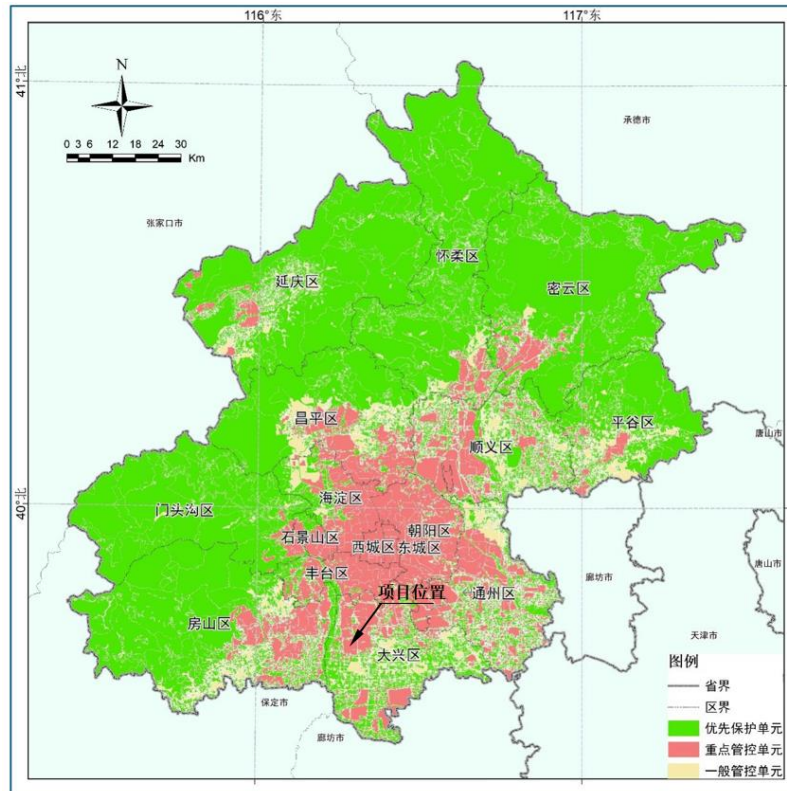 116°东
117°东
41°北
N
0 3 6 12 18 24 30
Km
承德市
张家口市
怀柔区
延庆区
密云区
昌平区
平谷区
顺义区
唐山市
40°北
海淀区
门头沟区
朝阳区
石景山区
西城区
东城区
丰台区
廊坊市
唐山市
项目位置
通州区
房山区
天津市
大兴区
图例
省界
保定市
区界
优先保护单元
廊坊市
重点管控单元
一般管控单元